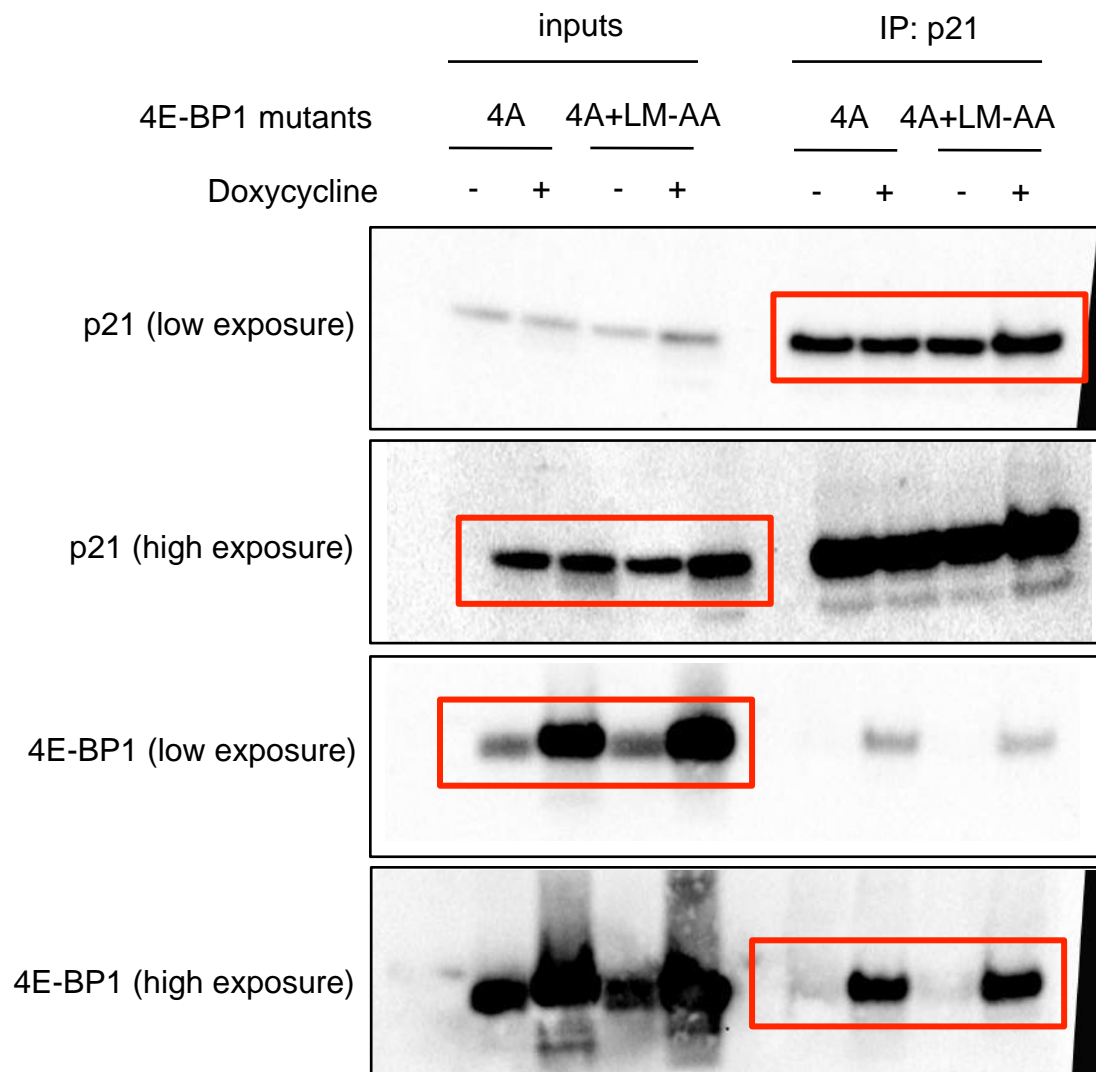 inputs IP: p21
4E-BP1 mutants 4A 4A+LM-AA 4A 4A+LM-AA
Doxycycline - + - + - + - +
p21 (low exposure)
p21 (high exposure)
4E-BP1 (low exposure)
4E-BP1 (high exposure)